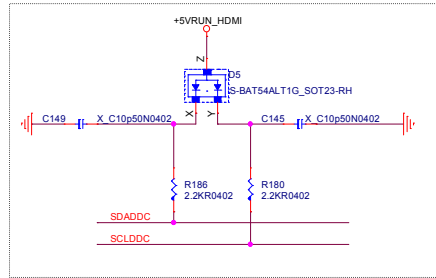 +5VRUN_HDMI
Z
D5
S-BAT54ALT1G_SOT23-RH
X
Y
C149
X_C10p50N0402
C145
X_C10p50N0402
R186
2.2KR0402
R180
2.2KR0402
SDADDC
SCLDDC